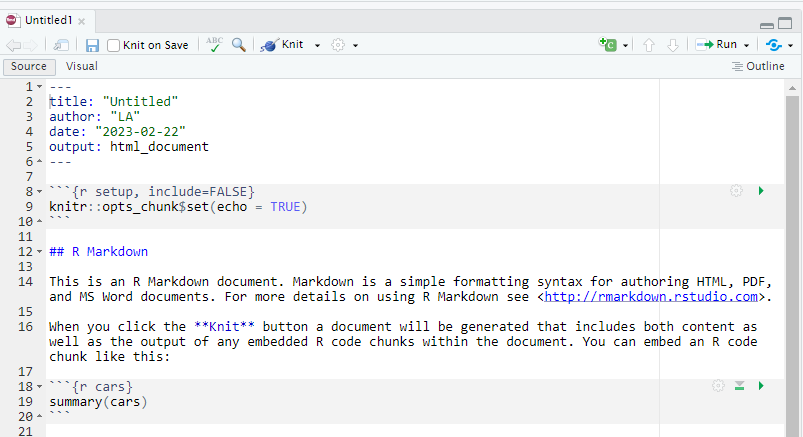 Untitled1
Knit on Save
ABC
Knit
Run
Source
Visual
Outline
1 ---
2 title: "Untitled"
3 author: "LA"
4 date: "2023-02-22"
5 output: html_document
6 ---
7
8 ```{r setup, include=FALSE}
9 knitr::opts_chunk$set(echo = TRUE)
10 ```
11
12 ## R Markdown
13
14 This is an R Markdown document. Markdown is a simple formatting syntax for authoring HTML, PDF,
and MS Word documents. For more details on using R Markdown see <http://rmarkdown.rstudio.com>.
15
16 When you click the **Knit** button a document will be generated that includes both content as
well as the output of any embedded R code chunks within the document. You can embed an R code
chunk like this:
17
18 ```{r cars}
19 summary(cars)
20 ```
21